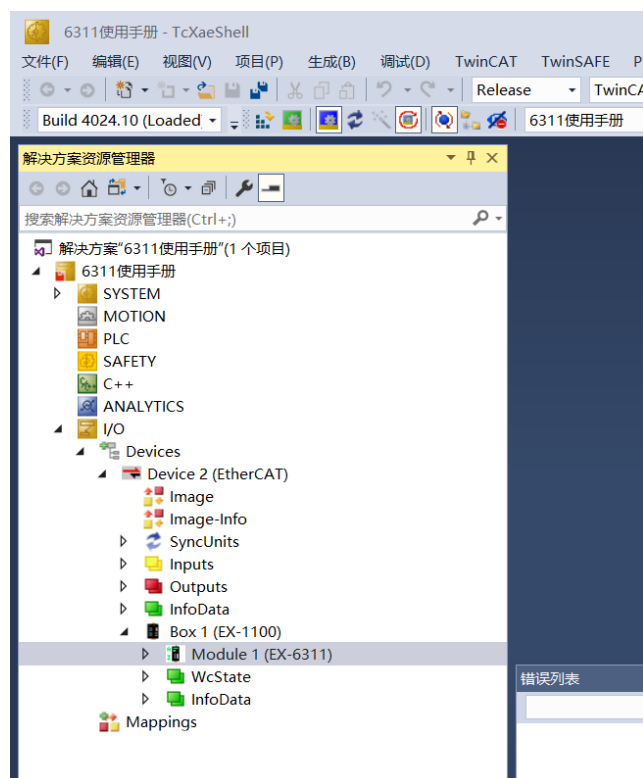 6311使用手册 - TcXaeShell
文件(F) 编辑(E) 视图(V) 项目(P) 生成(B) 调试(D) TwinCAT TwinSAFE P
Release TwinCA
Build 4024.10 (Loaded 6311使用手册
解决方案资源管理器
搜索解决方案资源管理器(Ctrl+;)
解决方案"6311使用手册"(1 个项目)
6311使用手册
SYSTEM
MOTION
PLC
SAFETY
C++
ANALYTICS
I/O
Devices
Device 2 (EtherCAT)
Image
Image-Info
SyncUnits
Inputs
Outputs
InfoData
Box 1 (EX-1100)
Module 1 (EX-6311)
WcState
InfoData
Mappings
错误列表